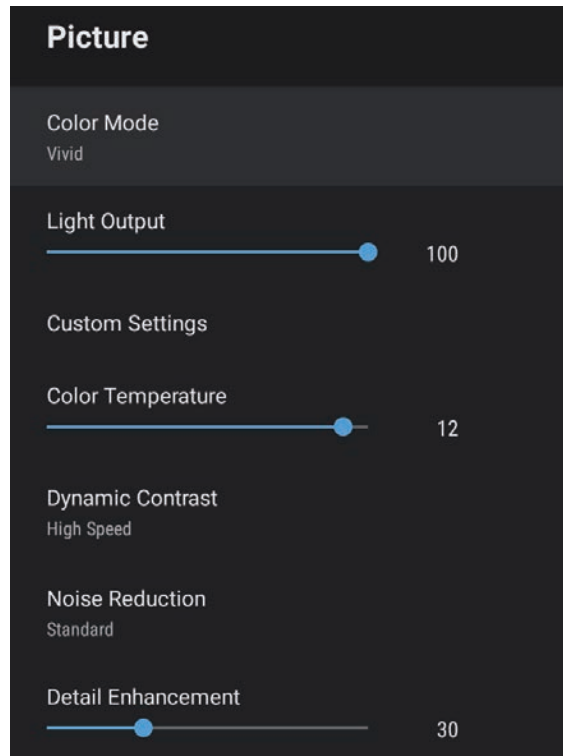 Picture
Color Mode
Vivid
Light Output
100
Custom Settings
Color Temperature
12
Dynamic Contrast
High Speed
Noise Reduction
Standard
Detail Enhancement
30